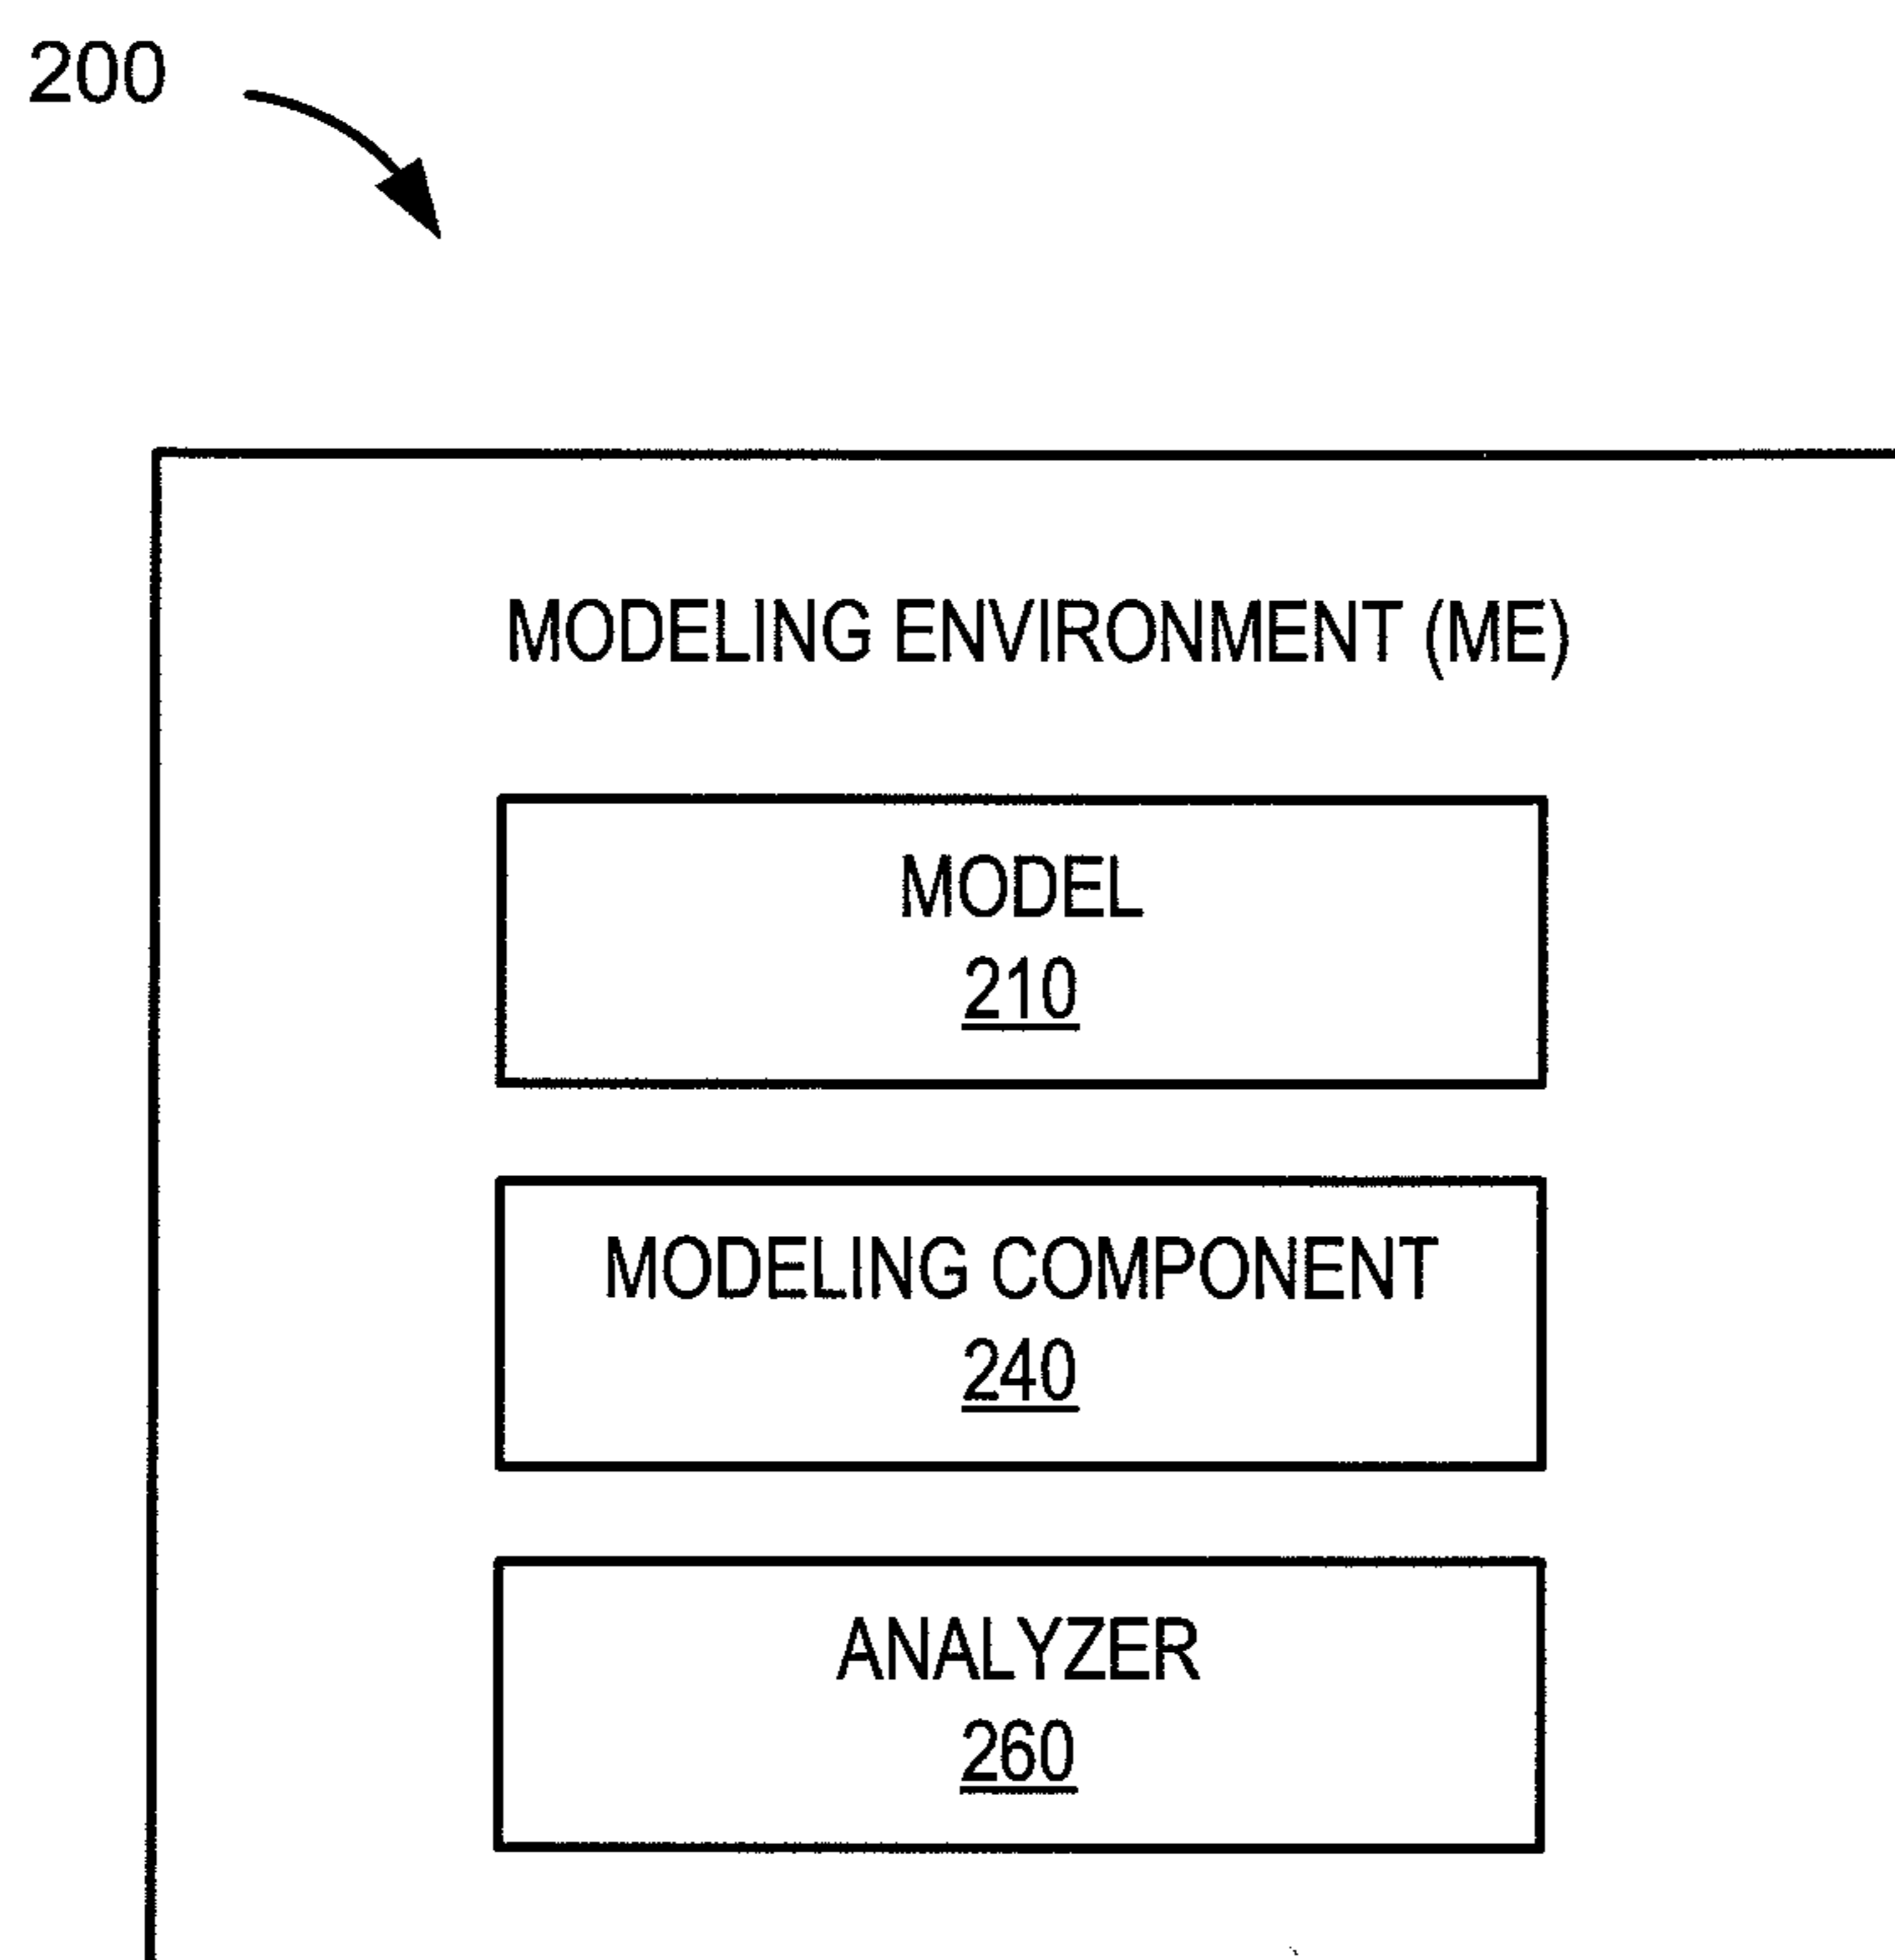 200
MODELING ENVIRONMENT (ME)
MODEL
210
MODELING COMPONENT
240
ANALYZER
260